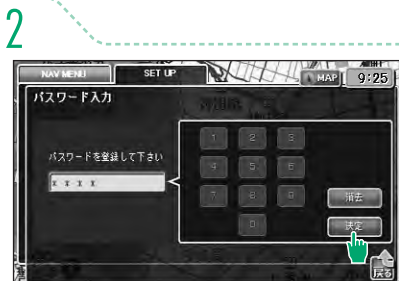 2
NAV MENU
SET UP
MAP
9:25
パスワード入力
パスワードを登録して下さい
x x x x
1 2 3
4 5 6
7 8 9
0
消去
決定
戻る